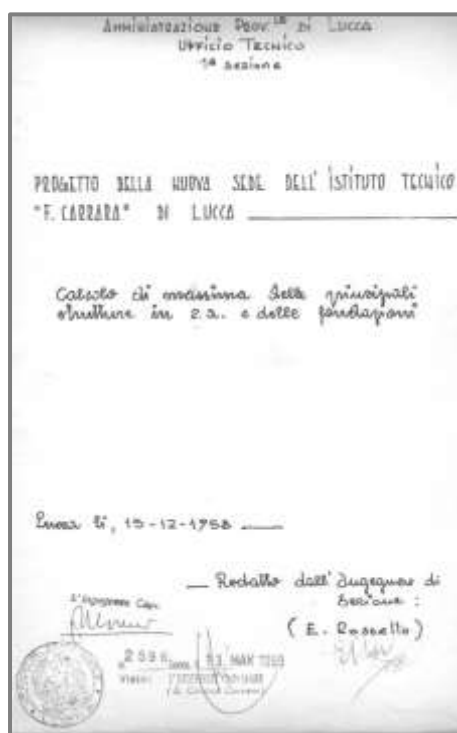 AMMINISTRAZIONE PROV.LE DI LUCCA
UFFICIO TECNICO
1ª Sezione
PROGETTO DELLA NUOVA SEDE DELL'ISTITUTO TECNICO
"F. CARRARA" DI LUCCA
Calcolo di massima delle principali
strutture in c.a. e delle fondazioni
Lucca lì, 15-12-1958
Redatto dall'Ingegnere di
Sezione:
L'Ingegnere Capo
(E. Rossetto)